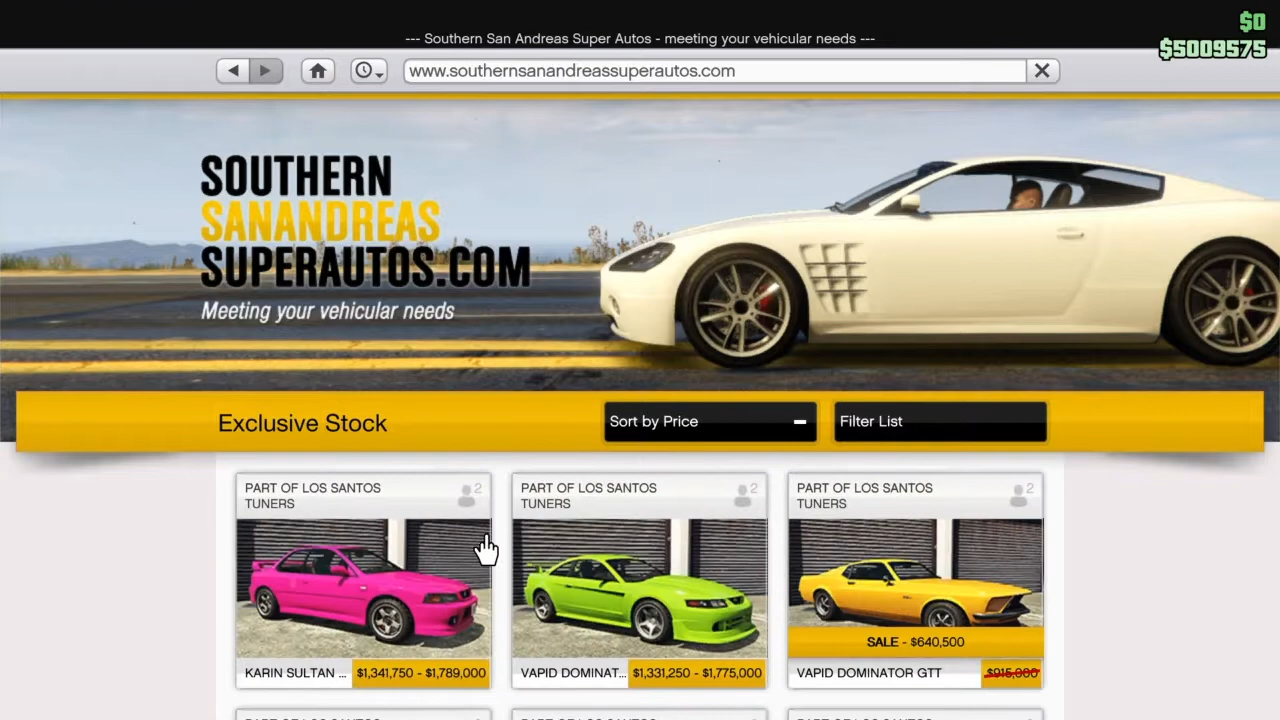 $0
--- Southern San Andreas Super Autos - meeting your vehicular needs ---
$5009575
www.southernsanandreassuperautos.com
SOUTHERN
SANANDREAS
SUPERAUTOS.COM
Meeting your vehicular needs
Exclusive Stock
Sort by Price
Filter List
PART OF LOS SANTOS
TUNERS
2
PART OF LOS SANTOS
TUNERS
2
PART OF LOS SANTOS
TUNERS
2
SALE - $640,500
KARIN SULTAN ...
$1,341,750 - $1,789,000
VAPID DOMINAT...
$1,331,250 - $1,775,000
VAPID DOMINATOR GTT
$915,000